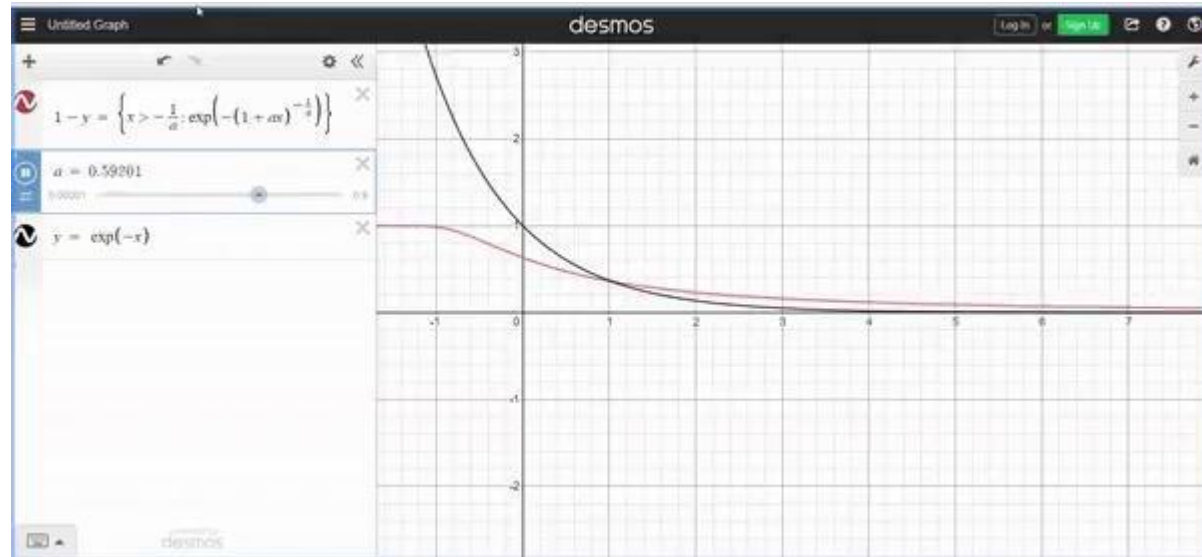 Untitled Graph
desmos
Log In or Sign Up
1 − y = {x > −1/a : exp(−(1 + ax)^(−1/a))}
a = 0.59201
0.00001
0.9
y = exp(−x)
3
2
1
-1
0
1
2
3
4
5
6
7
-1
-2
desmos